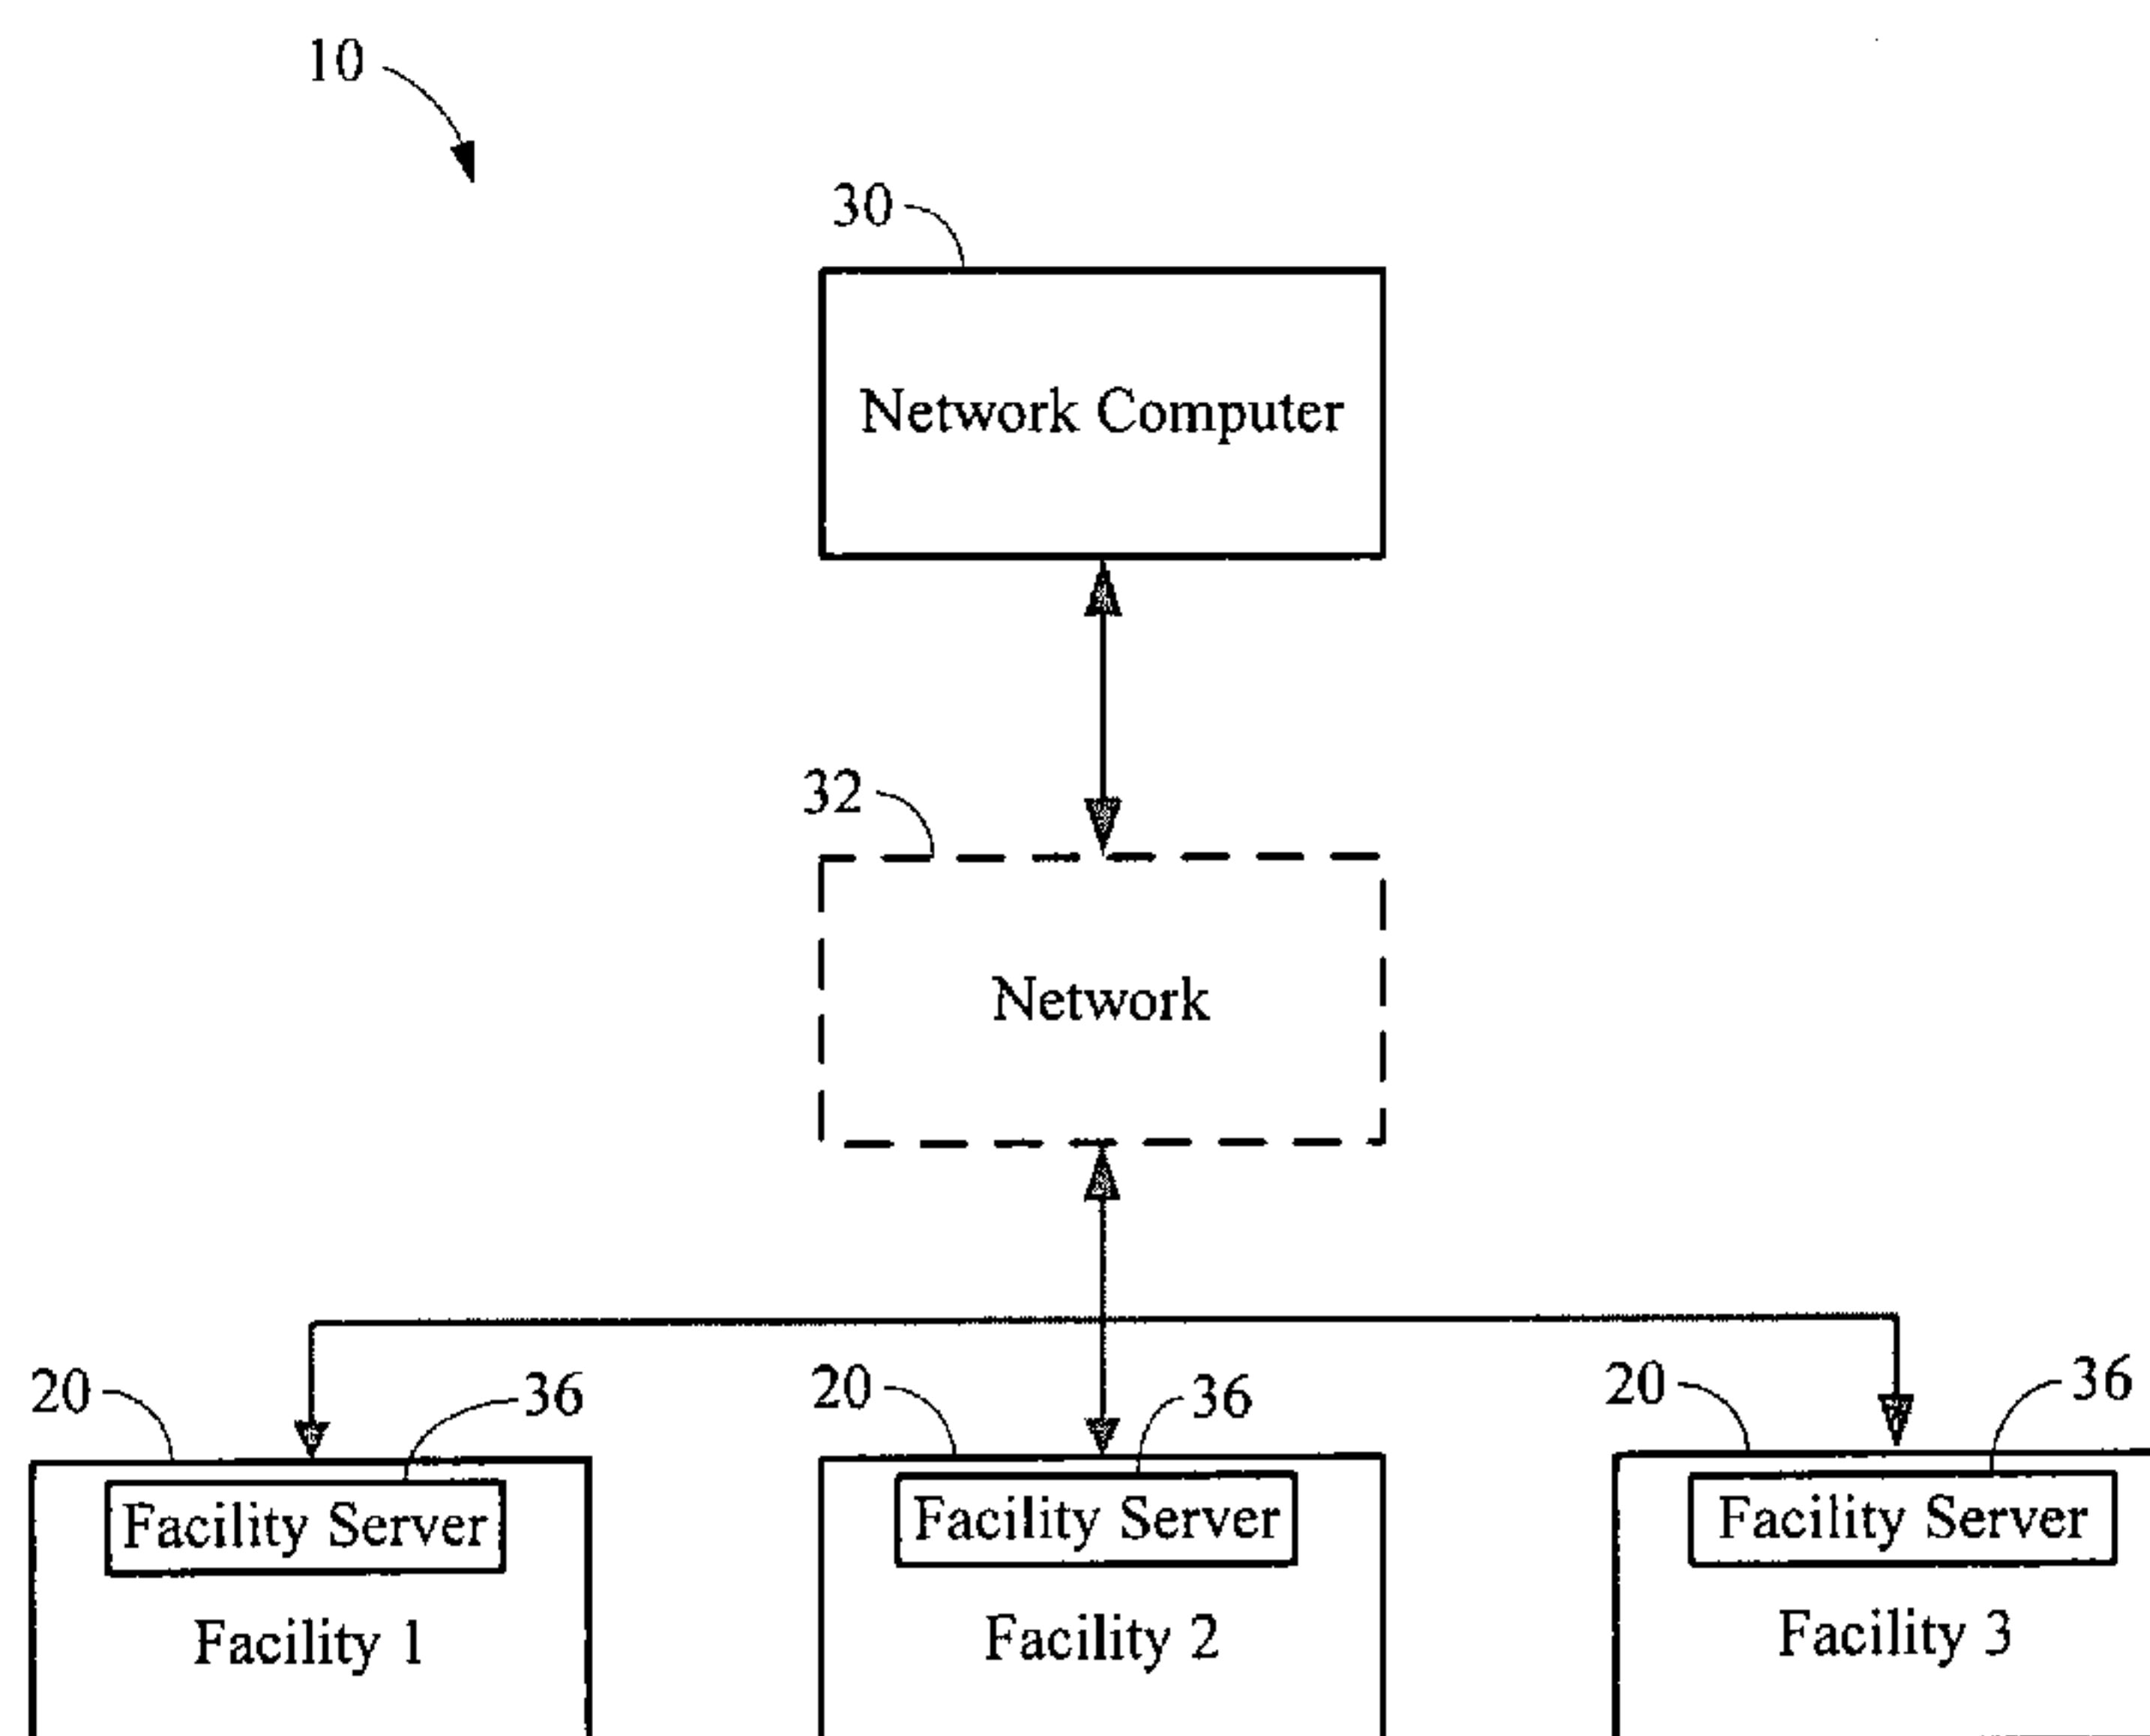 10
30
Network Computer
32
Network
20 36 20 36 20 36
Facility Server Facility Server Facility Server
Facility 1 Facility 2 Facility 3